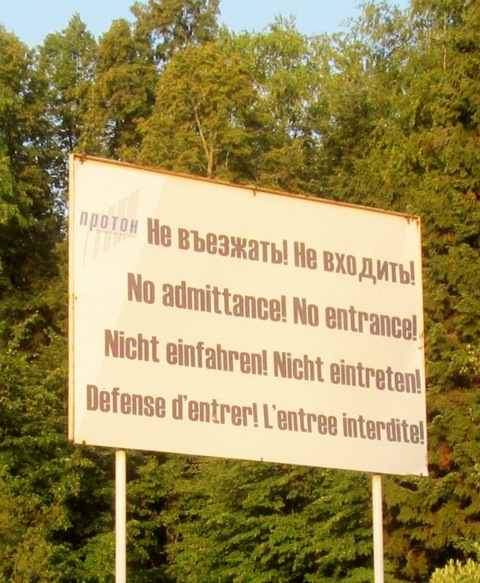 протон
Не въезжать! Не входить!
No admittance! No entrance!
Nicht einfahren! Nicht eintreten!
Defense d'entrer! L'entree interdite!